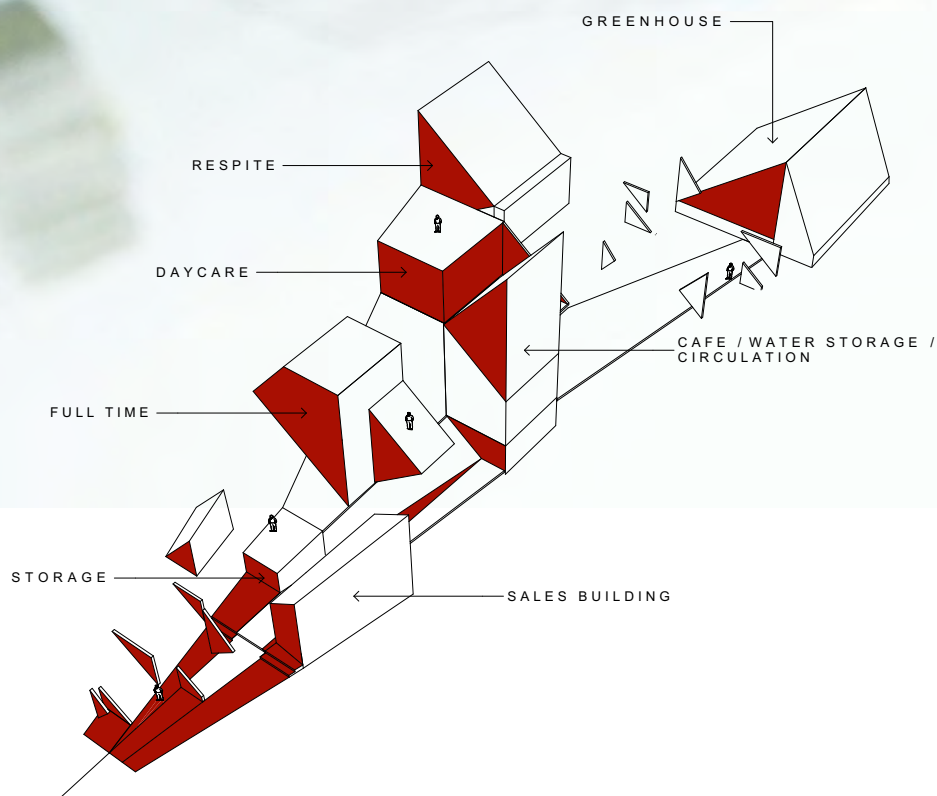 GREENHOUSE
RESPITE
DAYCARE
CAFE / WATER STORAGE /
CIRCULATION
FULL TIME
STORAGE
SALES BUILDING